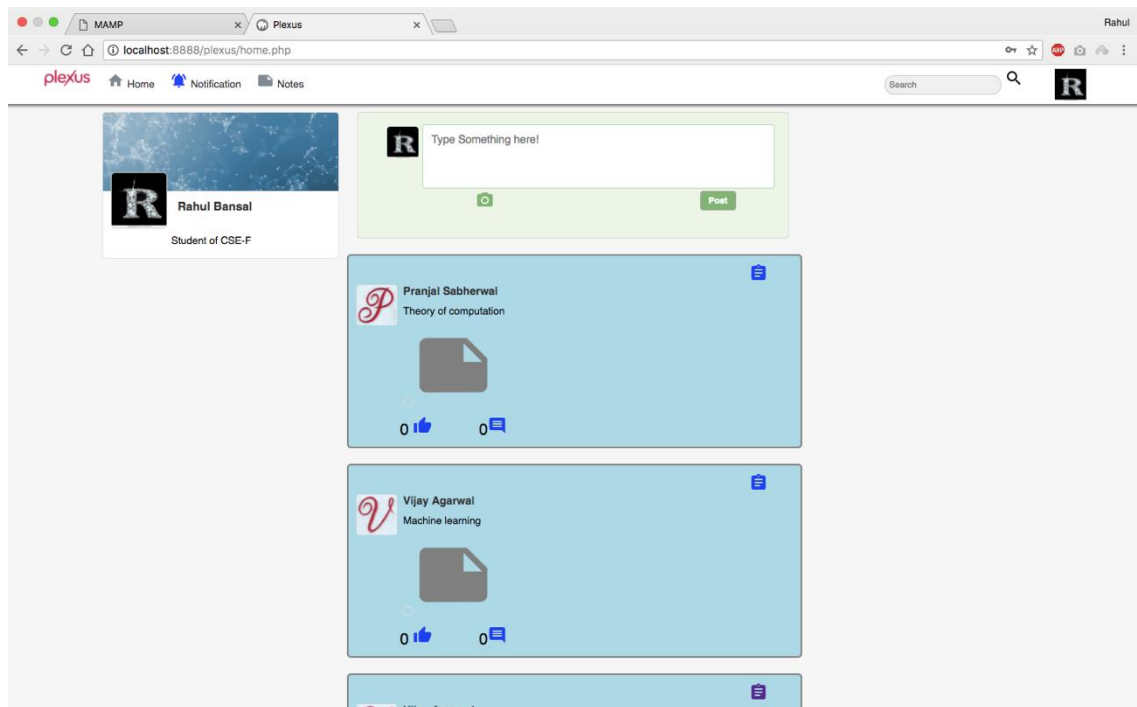 MAMP
Plexus
Rahul
localhost:8888/plexus/home.php
ABP
plexus
Home
Notification
Notes
Search
R
R
Rahul Bansal
Student of CSE-F
R
Type Something here!
Post
P
Pranjal Sabherwal
Theory of computation
0
0
V
Vijay Agarwal
Machine learning
0
0